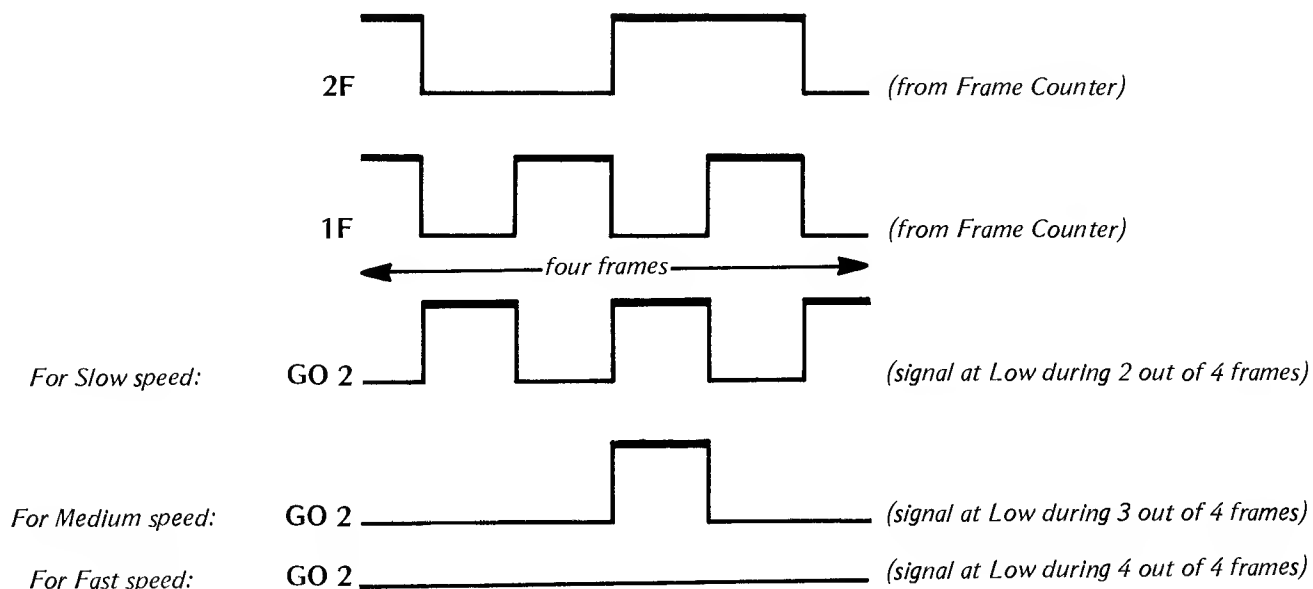 2F (from Frame Counter)
1F (from Frame Counter)
four frames
For Slow speed: GO 2 (signal at Low during 2 out of 4 frames)
For Medium speed: GO 2 (signal at Low during 3 out of 4 frames)
For Fast speed: GO 2 (signal at Low during 4 out of 4 frames)